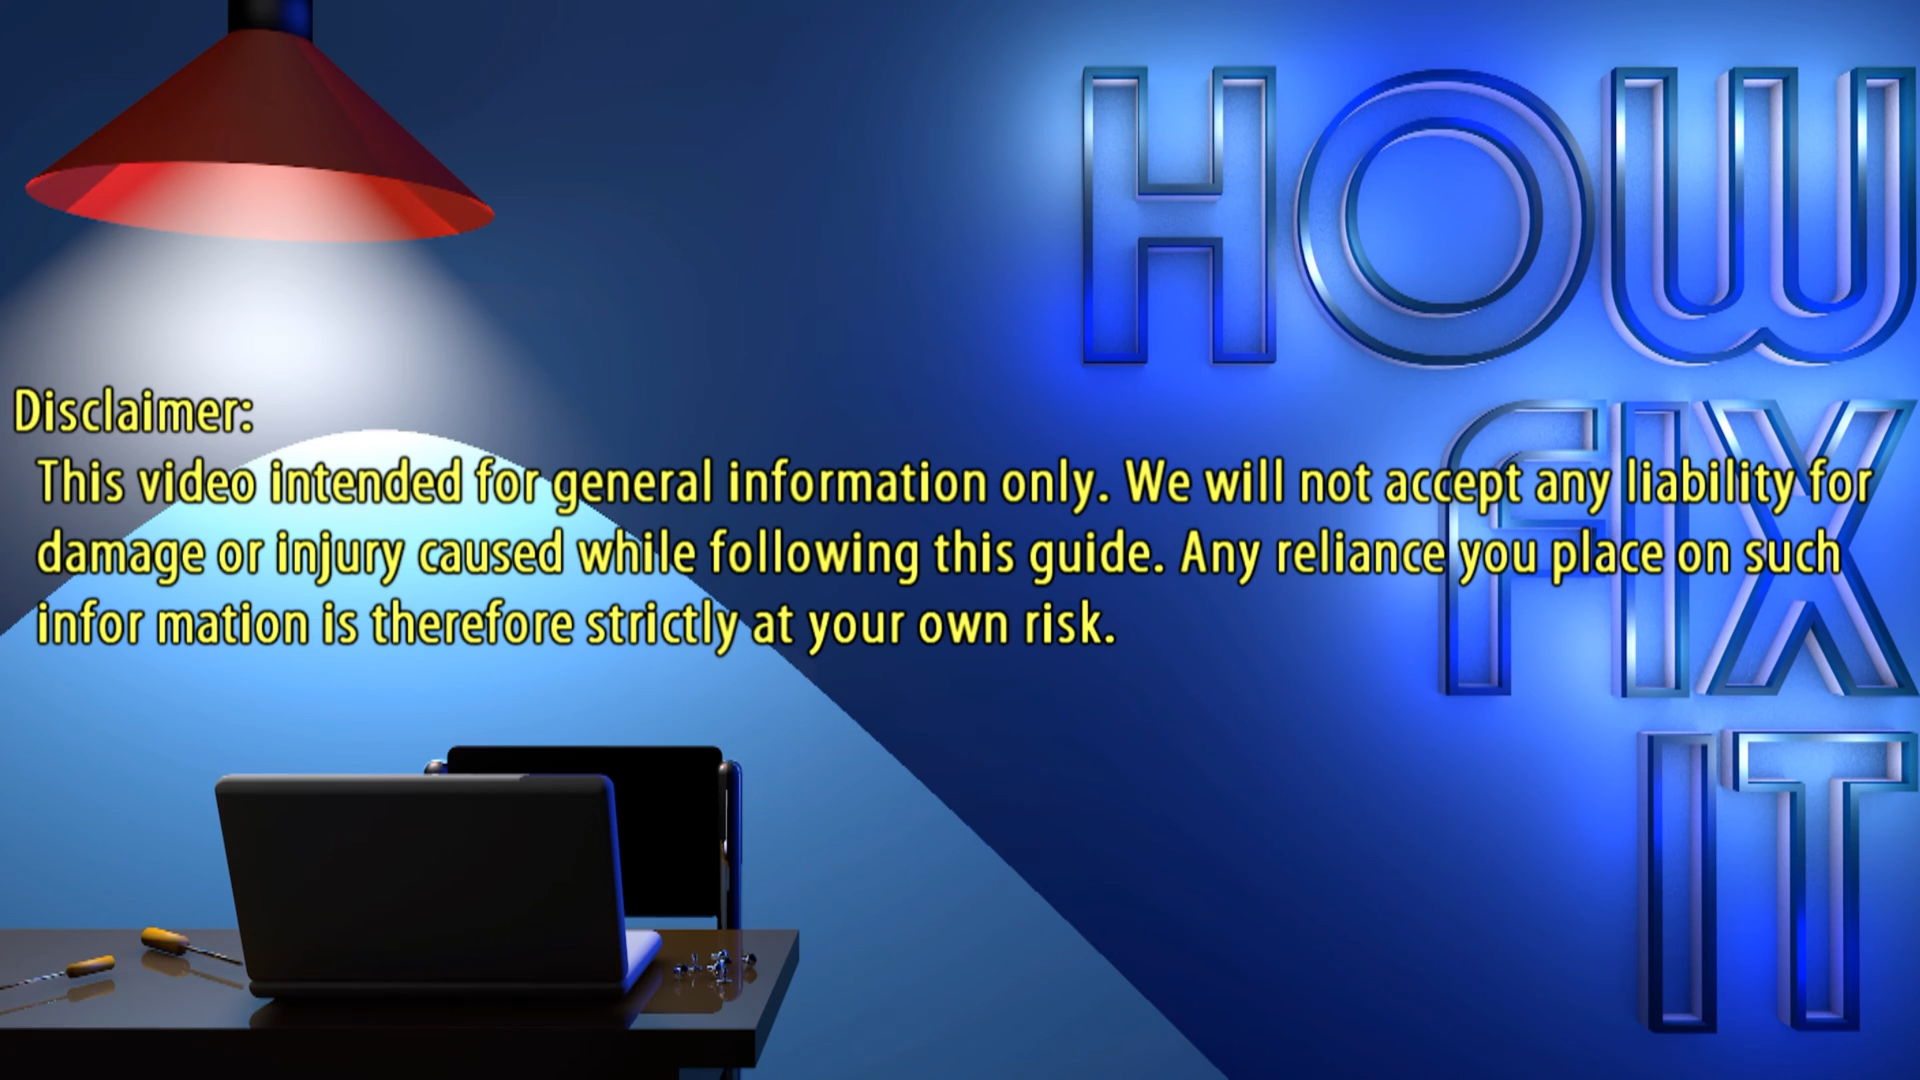 HOW
FIX
IT
Disclaimer:
This video intended for general information only. We will not accept any liability for
damage or injury caused while following this guide. Any reliance you place on such
infor mation is therefore strictly at your own risk.